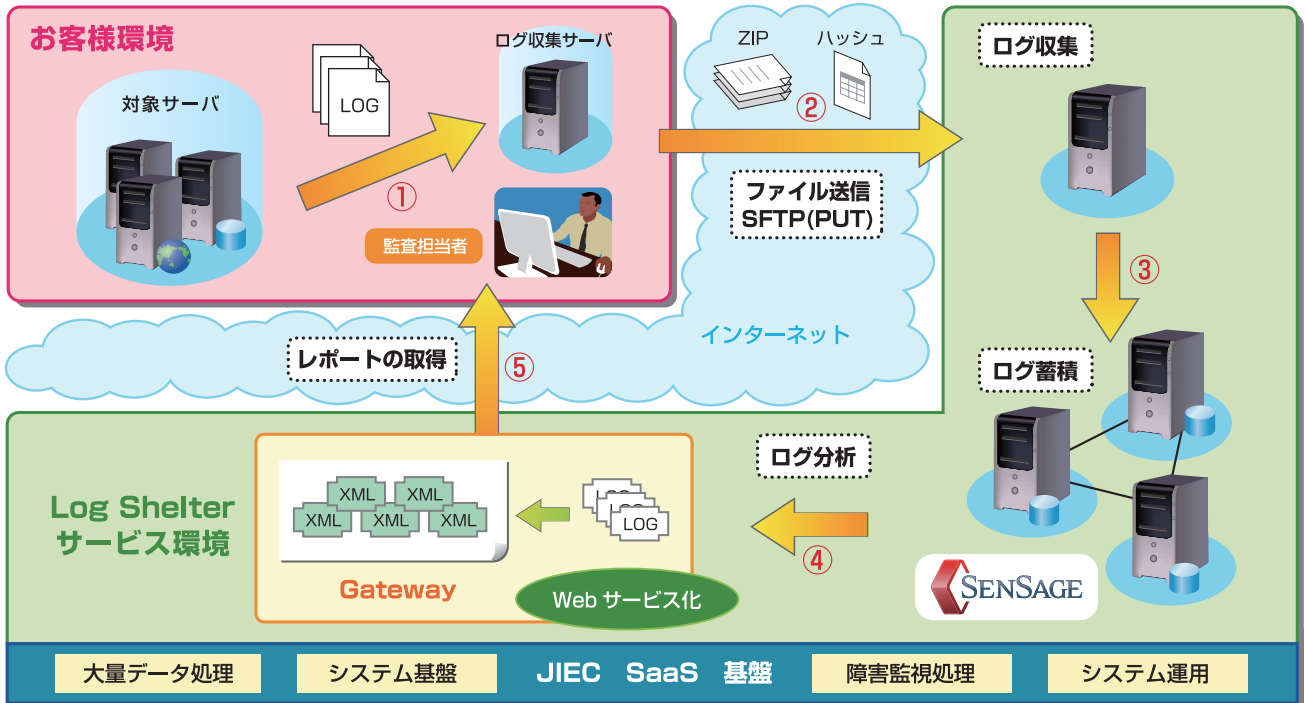 お客様環境
対象サーバ
LOG
ログ収集サーバ
①
監査担当者
ZIP
ハッシュ
②
ファイル送信
SFTP(PUT)
インターネット
ログ収集
③
ログ蓄積
SENSAGE
ログ分析
④
レポートの取得
⑤
Log Shelter
サービス環境
XML
XML
XML
XML
XML
LOG
LOG
LOG
Gateway
Web サービス化
大量データ処理
システム基盤
JIEC SaaS 基盤
障害監視処理
システム運用